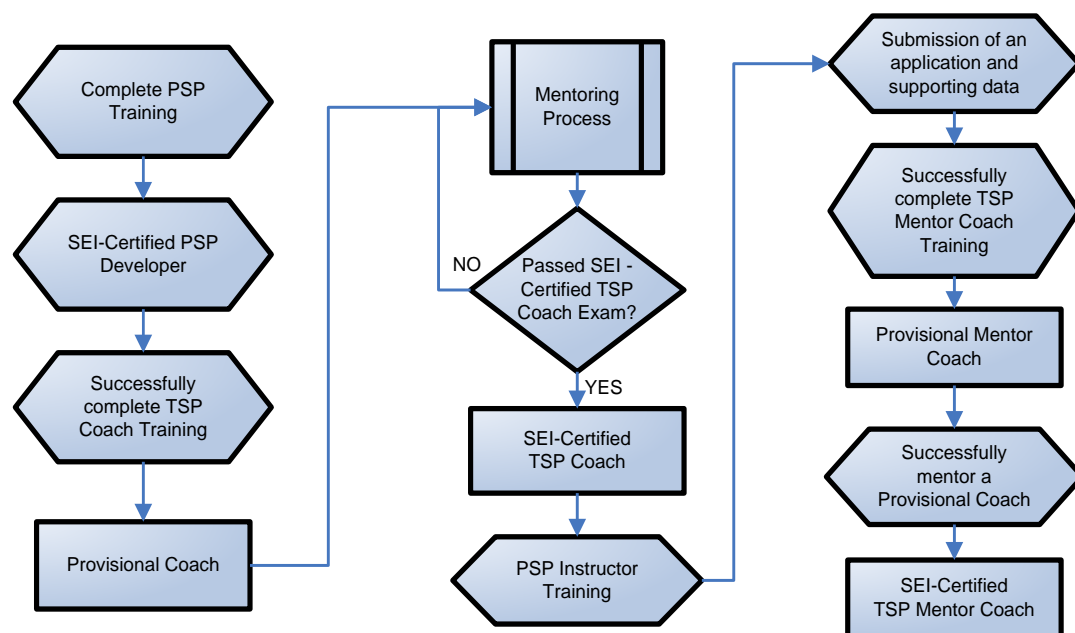 Complete PSP
Training
SEI-Certified PSP
Developer
Successfully
complete TSP
Coach Training
Provisional Coach
Mentoring
Process
NO
Passed SEI -
Certified TSP
Coach Exam?
YES
SEI-Certified
TSP Coach
PSP Instructor
Training
Submission of an
application and
supporting data
Successfully
complete TSP
Mentor Coach
Training
Provisional Mentor
Coach
Successfully
mentor a
Provisional Coach
SEI-Certified
TSP Mentor Coach